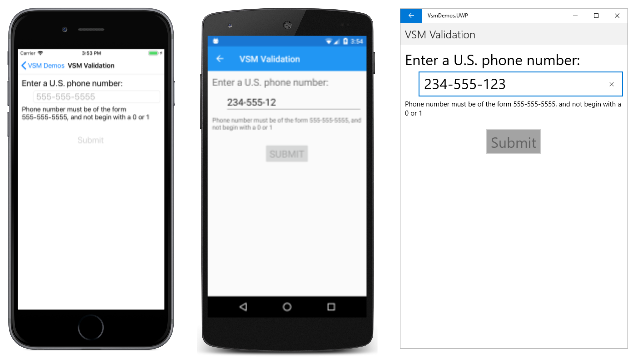 Carrier 3:53 PM
VSM Demos VSM Validation
Enter a U.S. phone number:
555-555-5555
Phone number must be of the form
555-555-5555, and not begin with a 0 or 1
Submit
3:54
VSM Validation
Enter a U.S. phone number:
234-555-12
Phone number must be of the form 555-555-5555, and
not begin with a 0 or 1
SUBMIT
VsmDemos.UWP
VSM Validation
Enter a U.S. phone number:
234-555-123
Phone number must be of the form 555-555-5555, and not begin with a
0 or 1
Submit